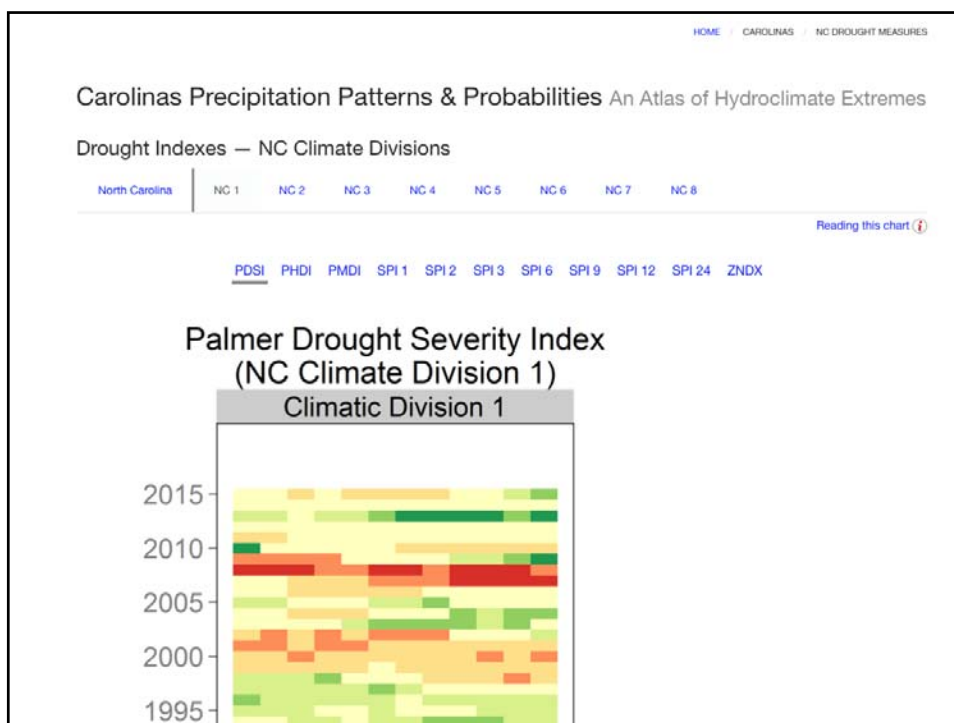 HOME / CAROLINAS / NC DROUGHT MEASURES
Carolinas Precipitation Patterns & Probabilities An Atlas of Hydroclimate Extremes
Drought Indexes — NC Climate Divisions
North Carolina NC 1 NC 2 NC 3 NC 4 NC 5 NC 6 NC 7 NC 8
Reading this chart i
PDSI PHDI PMDI SPI 1 SPI 2 SPI 3 SPI 6 SPI 9 SPI 12 SPI 24 ZNDX
Palmer Drought Severity Index
(NC Climate Division 1)
Climatic Division 1
2015
2010
2005
2000
1995